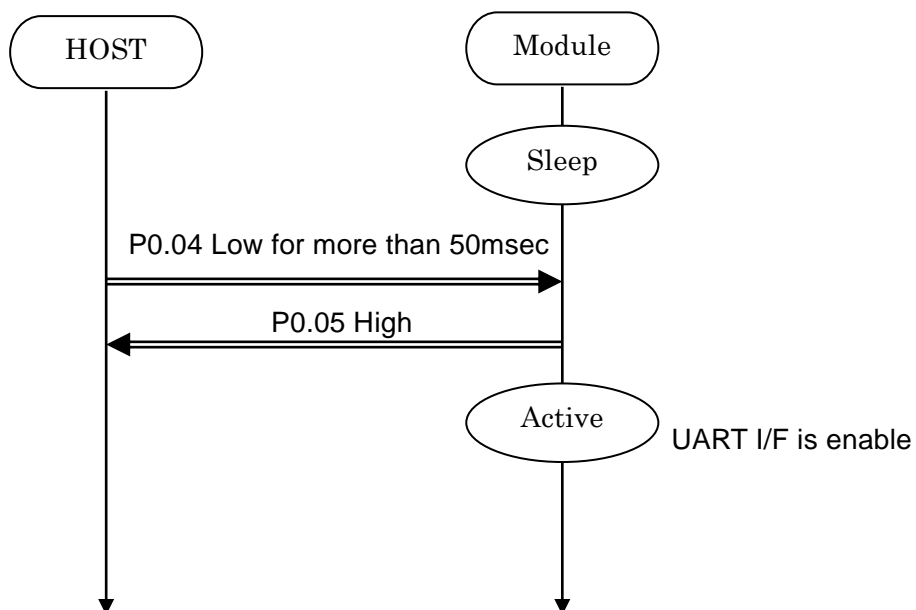 HOST
Module
Sleep
P0.04 Low for more than 50msec
P0.05 High
Active
UART I/F is enable